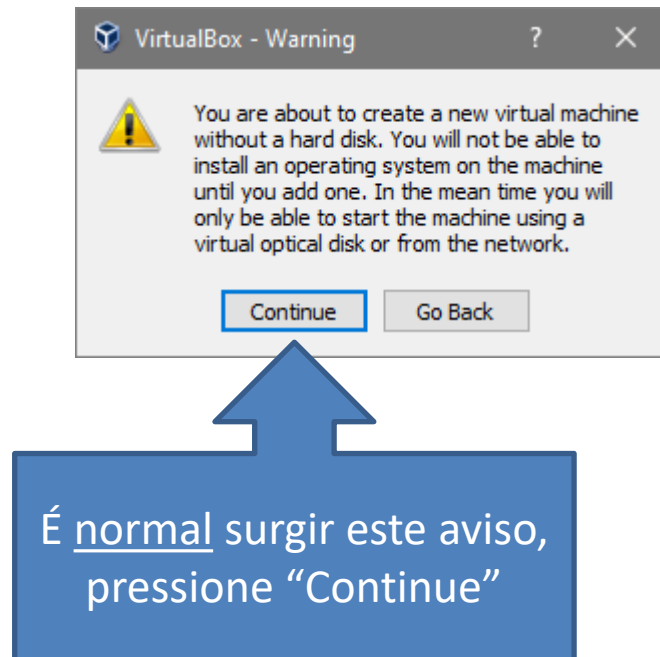 VirtualBox - Warning ? ×
You are about to create a new virtual machine
without a hard disk. You will not be able to
install an operating system on the machine
until you add one. In the mean time you will
only be able to start the machine using a
virtual optical disk or from the network.
Continue Go Back
É normal surgir este aviso,
pressione “Continue”